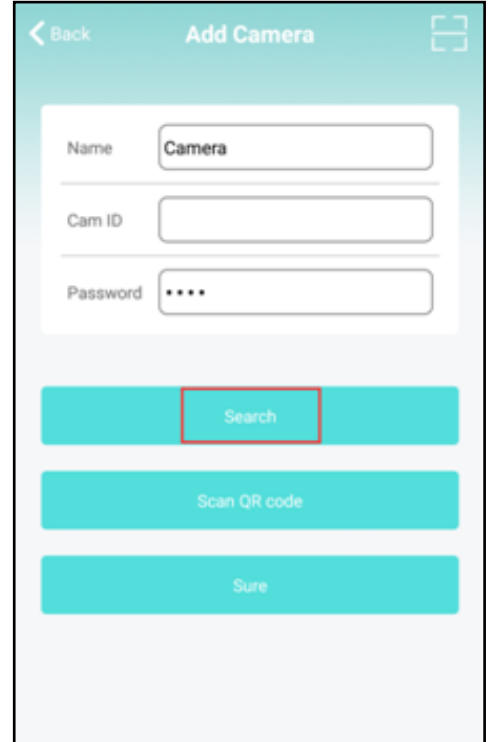 Back Add Camera
Name Camera
Cam ID
Password ••••
Search
Scan QR code
Sure